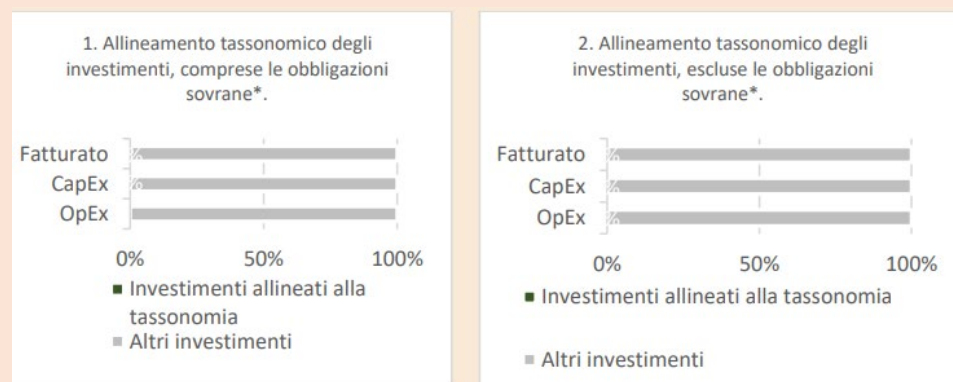 1. Allineamento tassonomico degli
investimenti, comprese le obbligazioni
sovrane*.
Fatturato
%
CapEx
%
OpEx
0%
50%
100%
Investimenti allineati alla
tassonomia
Altri investimenti
2. Allineamento tassonomico degli
investimenti, escluse le obbligazioni
sovrane*.
Fatturato
%
CapEx
%
OpEx
%
0%
50%
100%
Investimenti allineati alla tassonomia
Altri investimenti